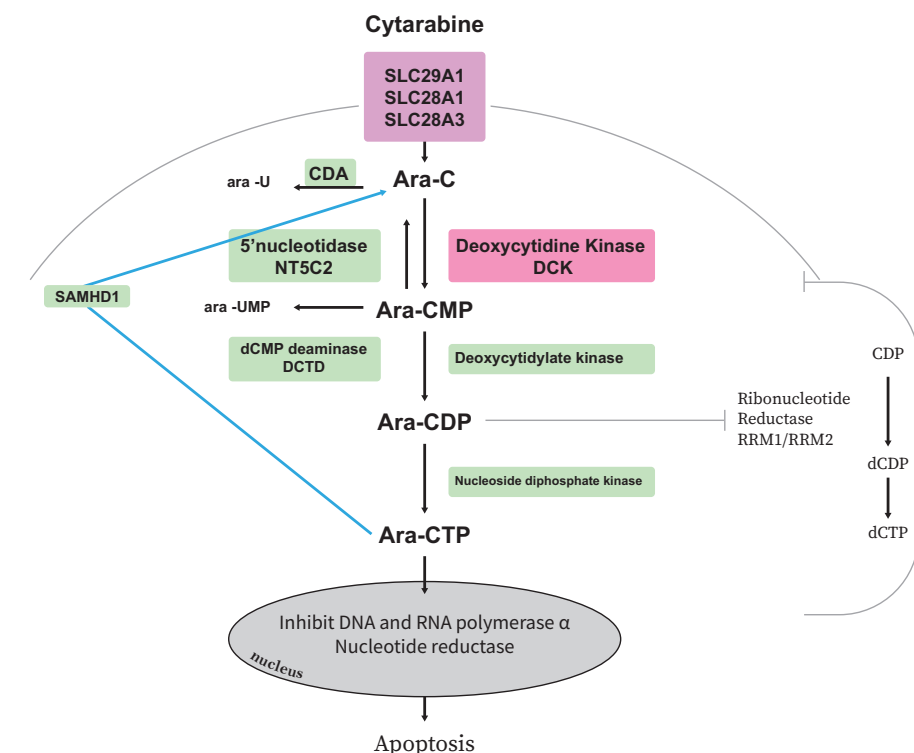 Cytarabine
SLC29A1
SLC28A1
SLC28A3
ara -U
CDA
Ara-C
5'nucleotidase
NT5C2
Deoxycytidine Kinase
DCK
SAMHD1
ara -UMP
Ara-CMP
dCMP deaminase
DCTD
Deoxycytidylate kinase
CDP
Ribonucleotide
Reductase
RRM1/RRM2
Ara-CDP
dCDP
Nucleoside diphosphate kinase
Ara-CTP
dCTP
Inhibit DNA and RNA polymerase α
Nucleotide reductase
nucleus
Apoptosis